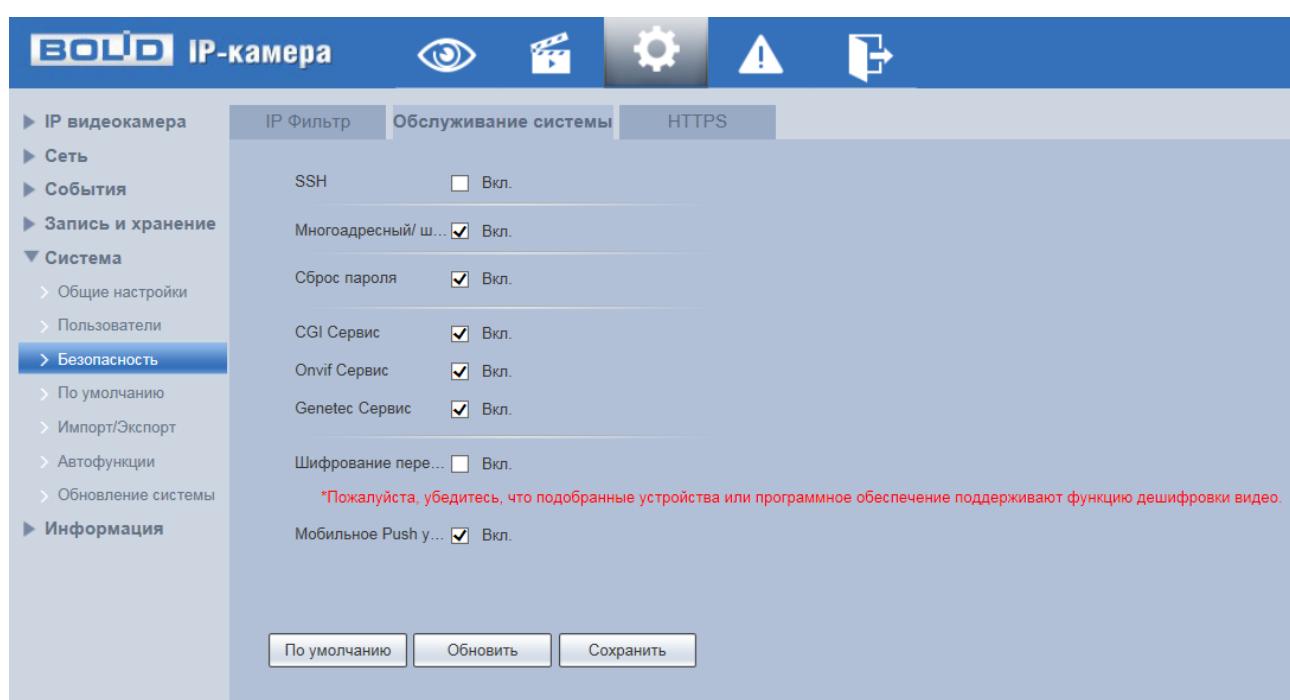 BOLID IP-камера
IP видеокамера
Сеть
События
Запись и хранение
Система
Общие настройки
Пользователи
Безопасность
По умолчанию
Импорт/Экспорт
Автофункции
Обновление системы
Информация
IP Фильтр Обслуживание системы HTTPS
SSH Вкл.
Многоадресный/ ш... Вкл.
Сброс пароля Вкл.
CGI Сервис Вкл.
Onvif Сервис Вкл.
Genetec Сервис Вкл.
Шифрование пере... Вкл.
*Пожалуйста, убедитесь, что подобранные устройства или программное обеспечение поддерживают функцию дешифровки видео.
Мобильное Push у... Вкл.
По умолчанию Обновить Сохранить